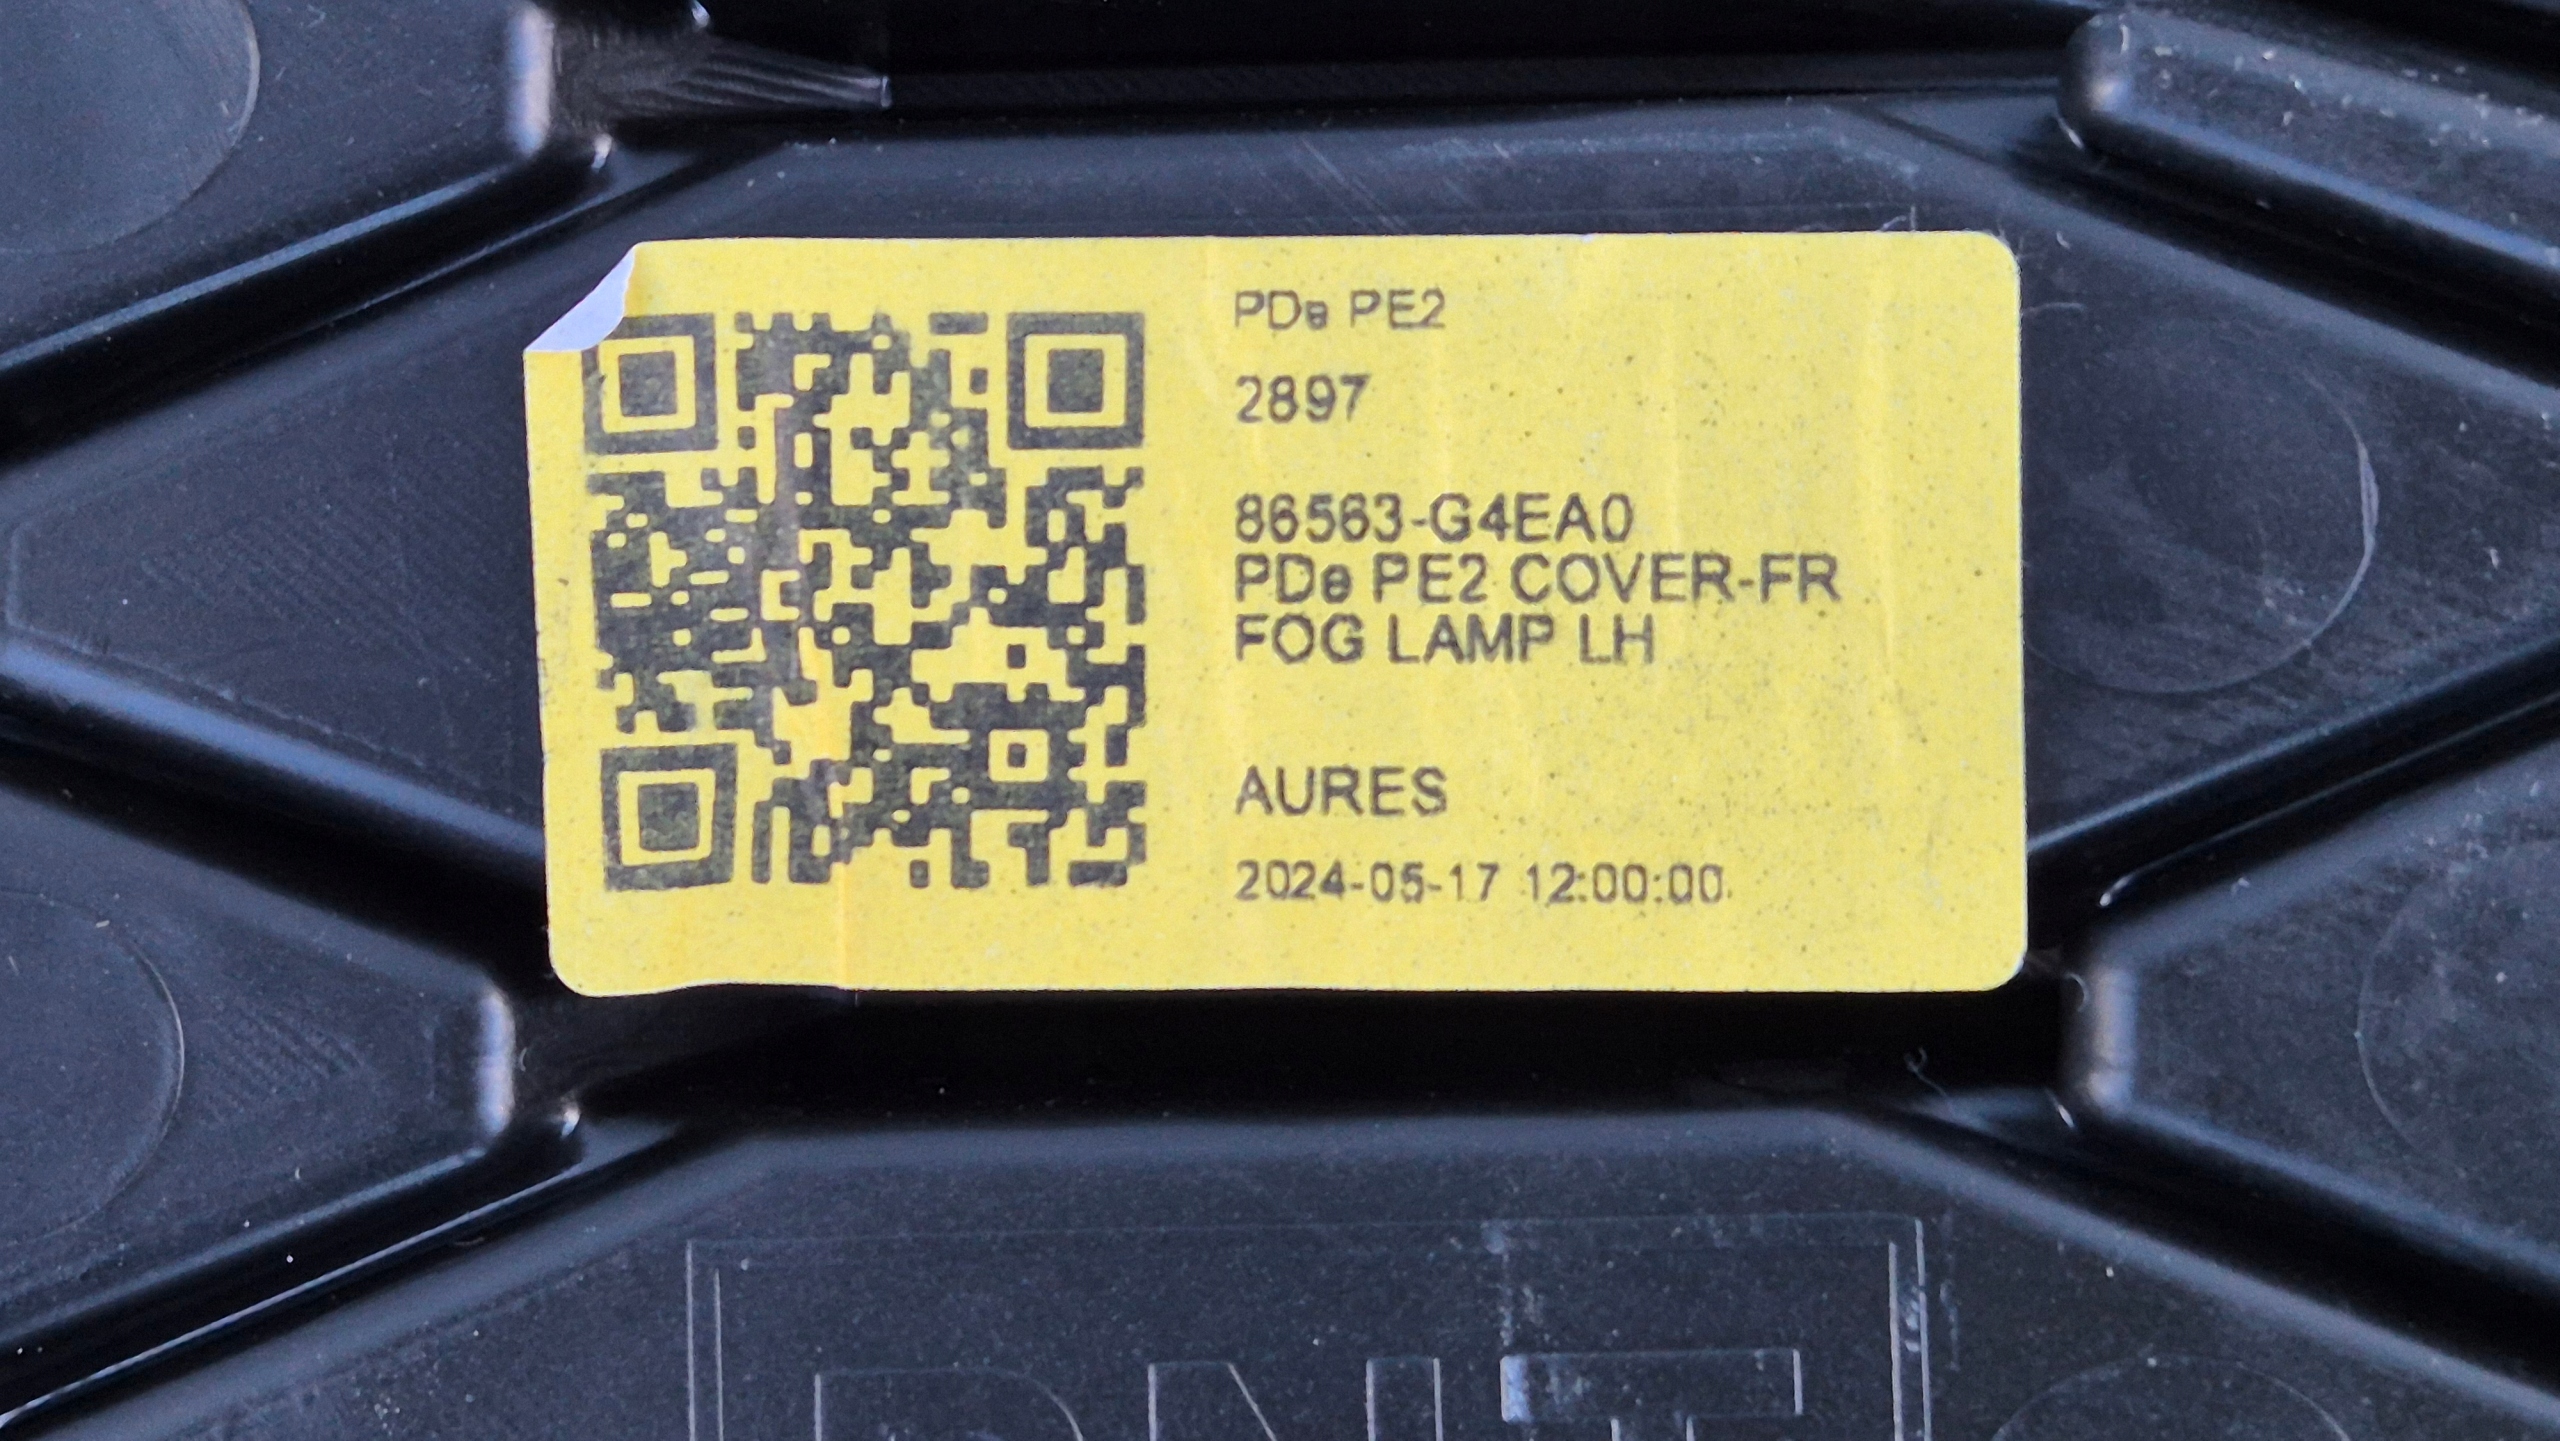 PDe PE2
2897
86563-G4EA0
PDe PE2 COVER-FR
FOG LAMP LH
AURES
2024-05-17 12:00:00